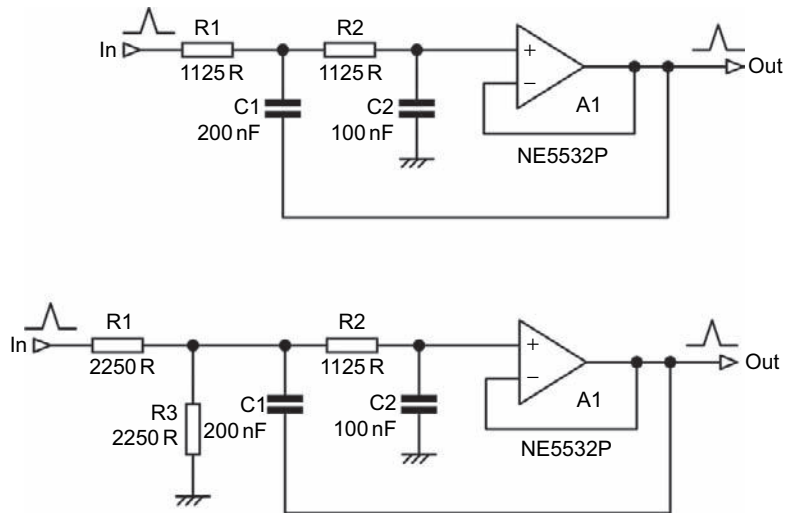 In
R1
1125 R
R2
1125 R
C1
200 nF
C2
100 nF
+
−
A1
NE5532P
Out
In
R1
2250 R
R3
2250 R
C1
200 nF
R2
1125 R
C2
100 nF
+
−
A1
NE5532P
Out